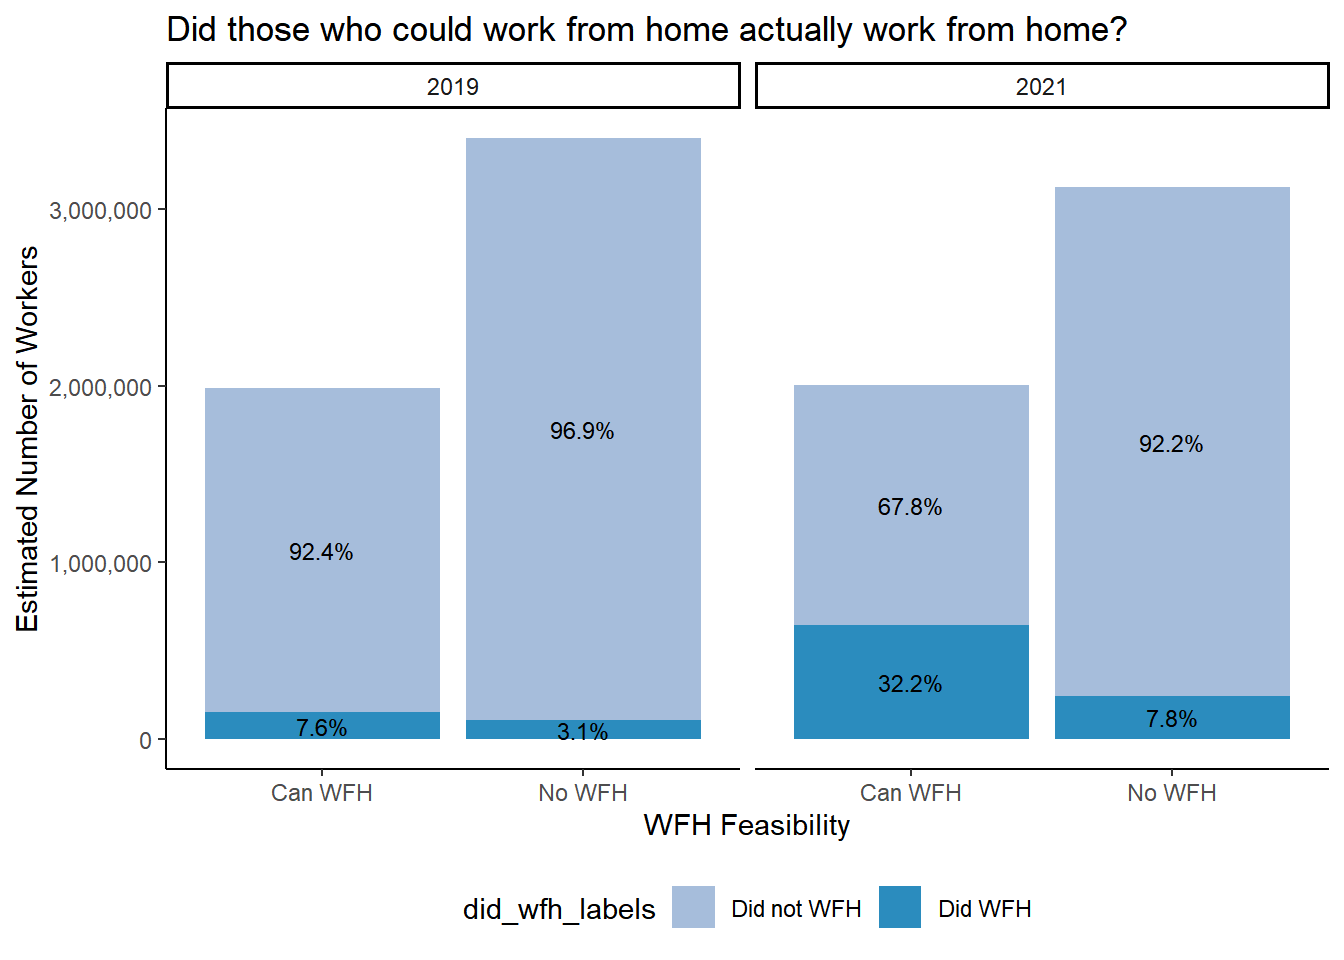 Did those who could work from home actually work from home?
2019
2021
Estimated Number of Workers
3,000,000
2,000,000
1,000,000
0
92.4%
7.6%
96.9%
3.1%
67.8%
32.2%
92.2%
7.8%
Can WFH
No WFH
Can WFH
No WFH
WFH Feasibility
did_wfh_labels
Did not WFH
Did WFH